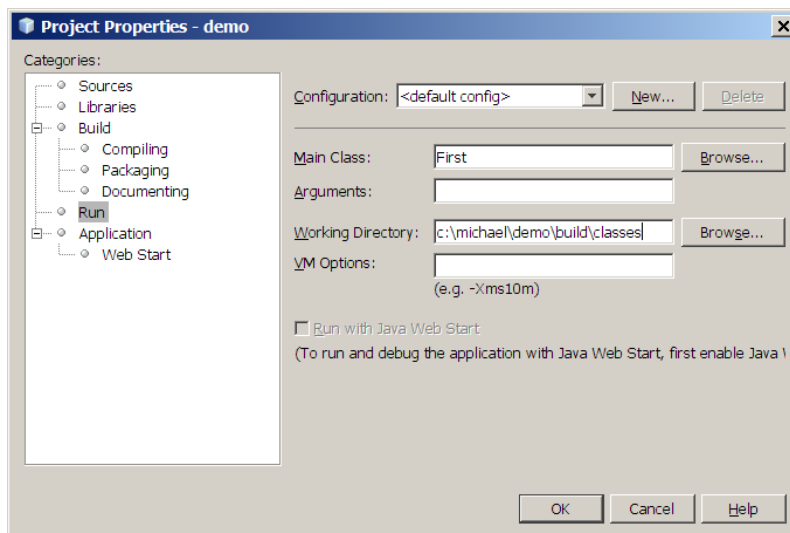 Project Properties - demo
Categories:
Sources
Libraries
Build
Compiling
Packaging
Documenting
Run
Application
Web Start
Configuration: <default config> New... Delete
Main Class: First Browse...
Arguments:
Working Directory: c:\michael\demo\build\classes Browse...
VM Options:
(e.g. -Xms10m)
Run with Java Web Start
(To run and debug the application with Java Web Start, first enable Java
OK Cancel Help